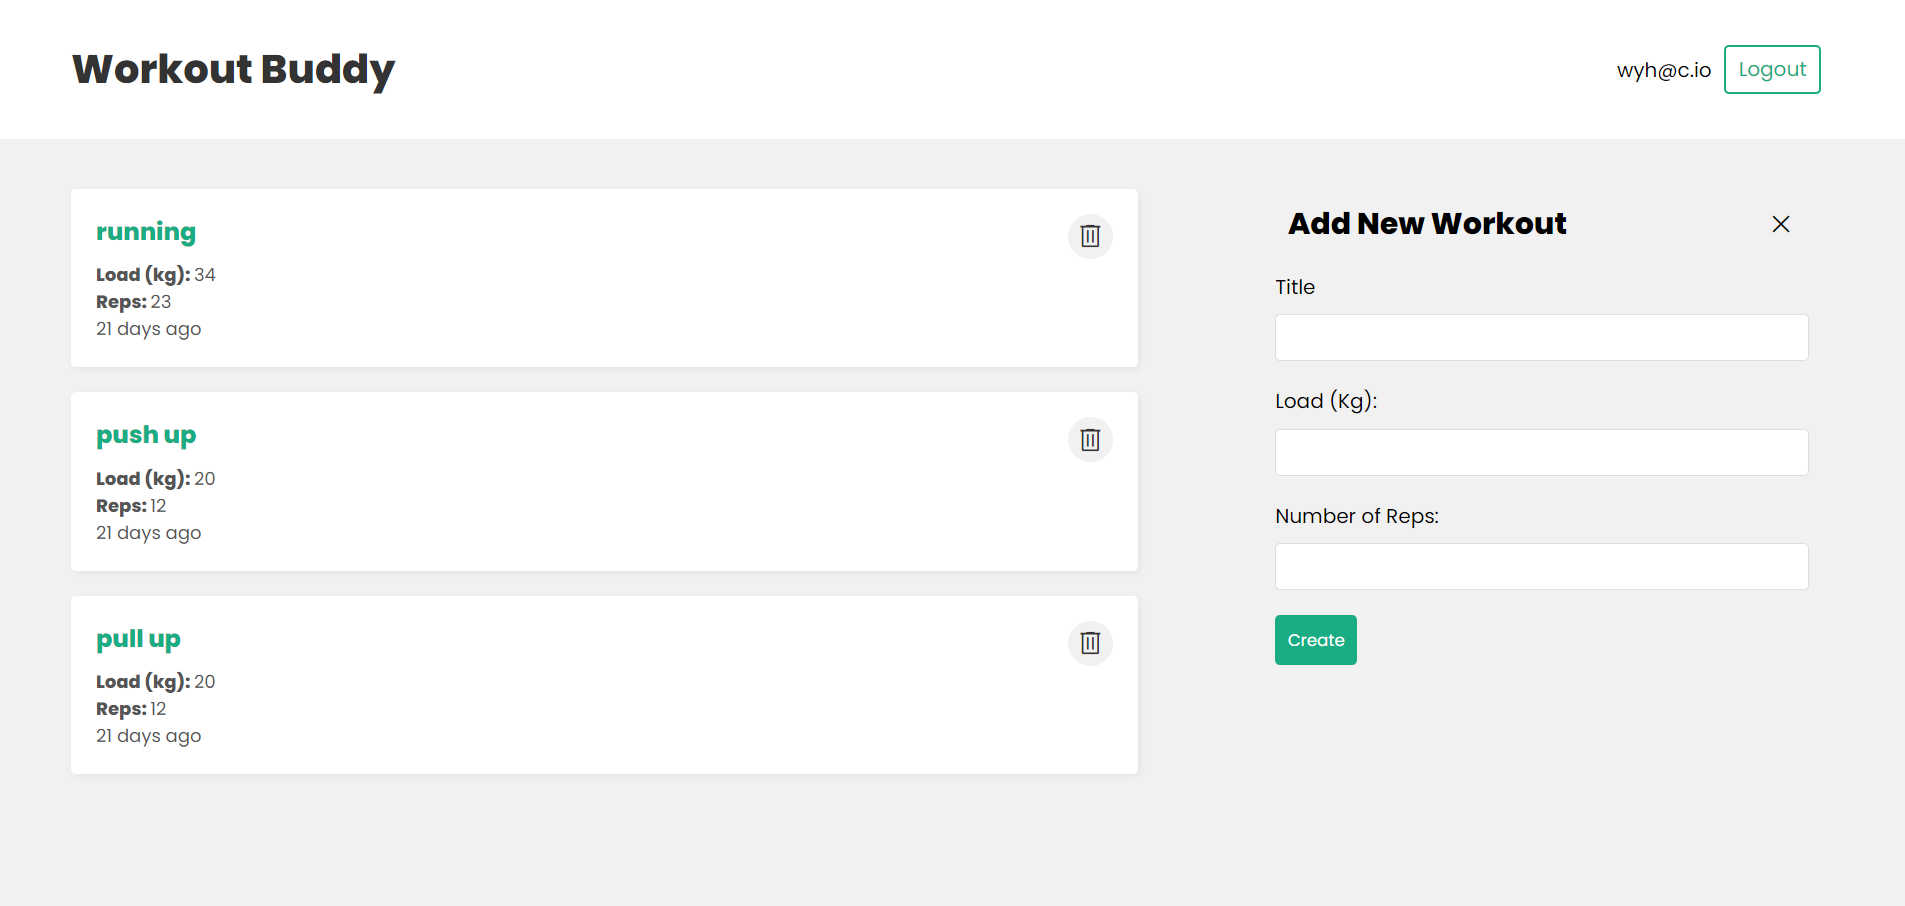 Workout Buddy
wyh@c.io
Logout
running
Load (kg): 34
Reps: 23
21 days ago
push up
Load (kg): 20
Reps: 12
21 days ago
pull up
Load (kg): 20
Reps: 12
21 days ago
Add New Workout
Title
Load (Kg):
Number of Reps:
Create